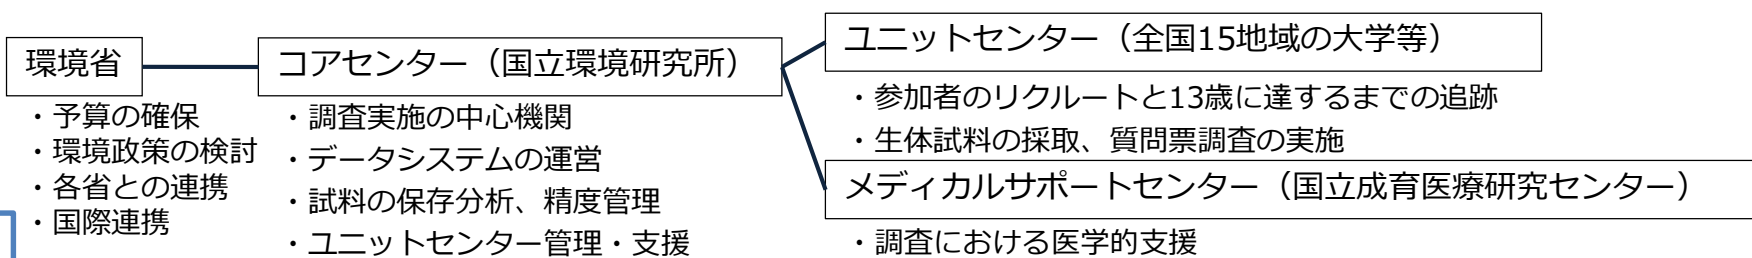 環境省
・予算の確保
・環境政策の検討
・各省との連携
・国際連携
コアセンター（国立環境研究所）
・調査実施の中心機関
・データシステムの運営
・試料の保存分析、精度管理
・ユニットセンター管理・支援
ユニットセンター（全国15地域の大学等）
・参加者のリクルートと13歳に達するまでの追跡
・生体試料の採取、質問票調査の実施
メディカルサポートセンター（国立成育医療研究センター）
・調査における医学的支援